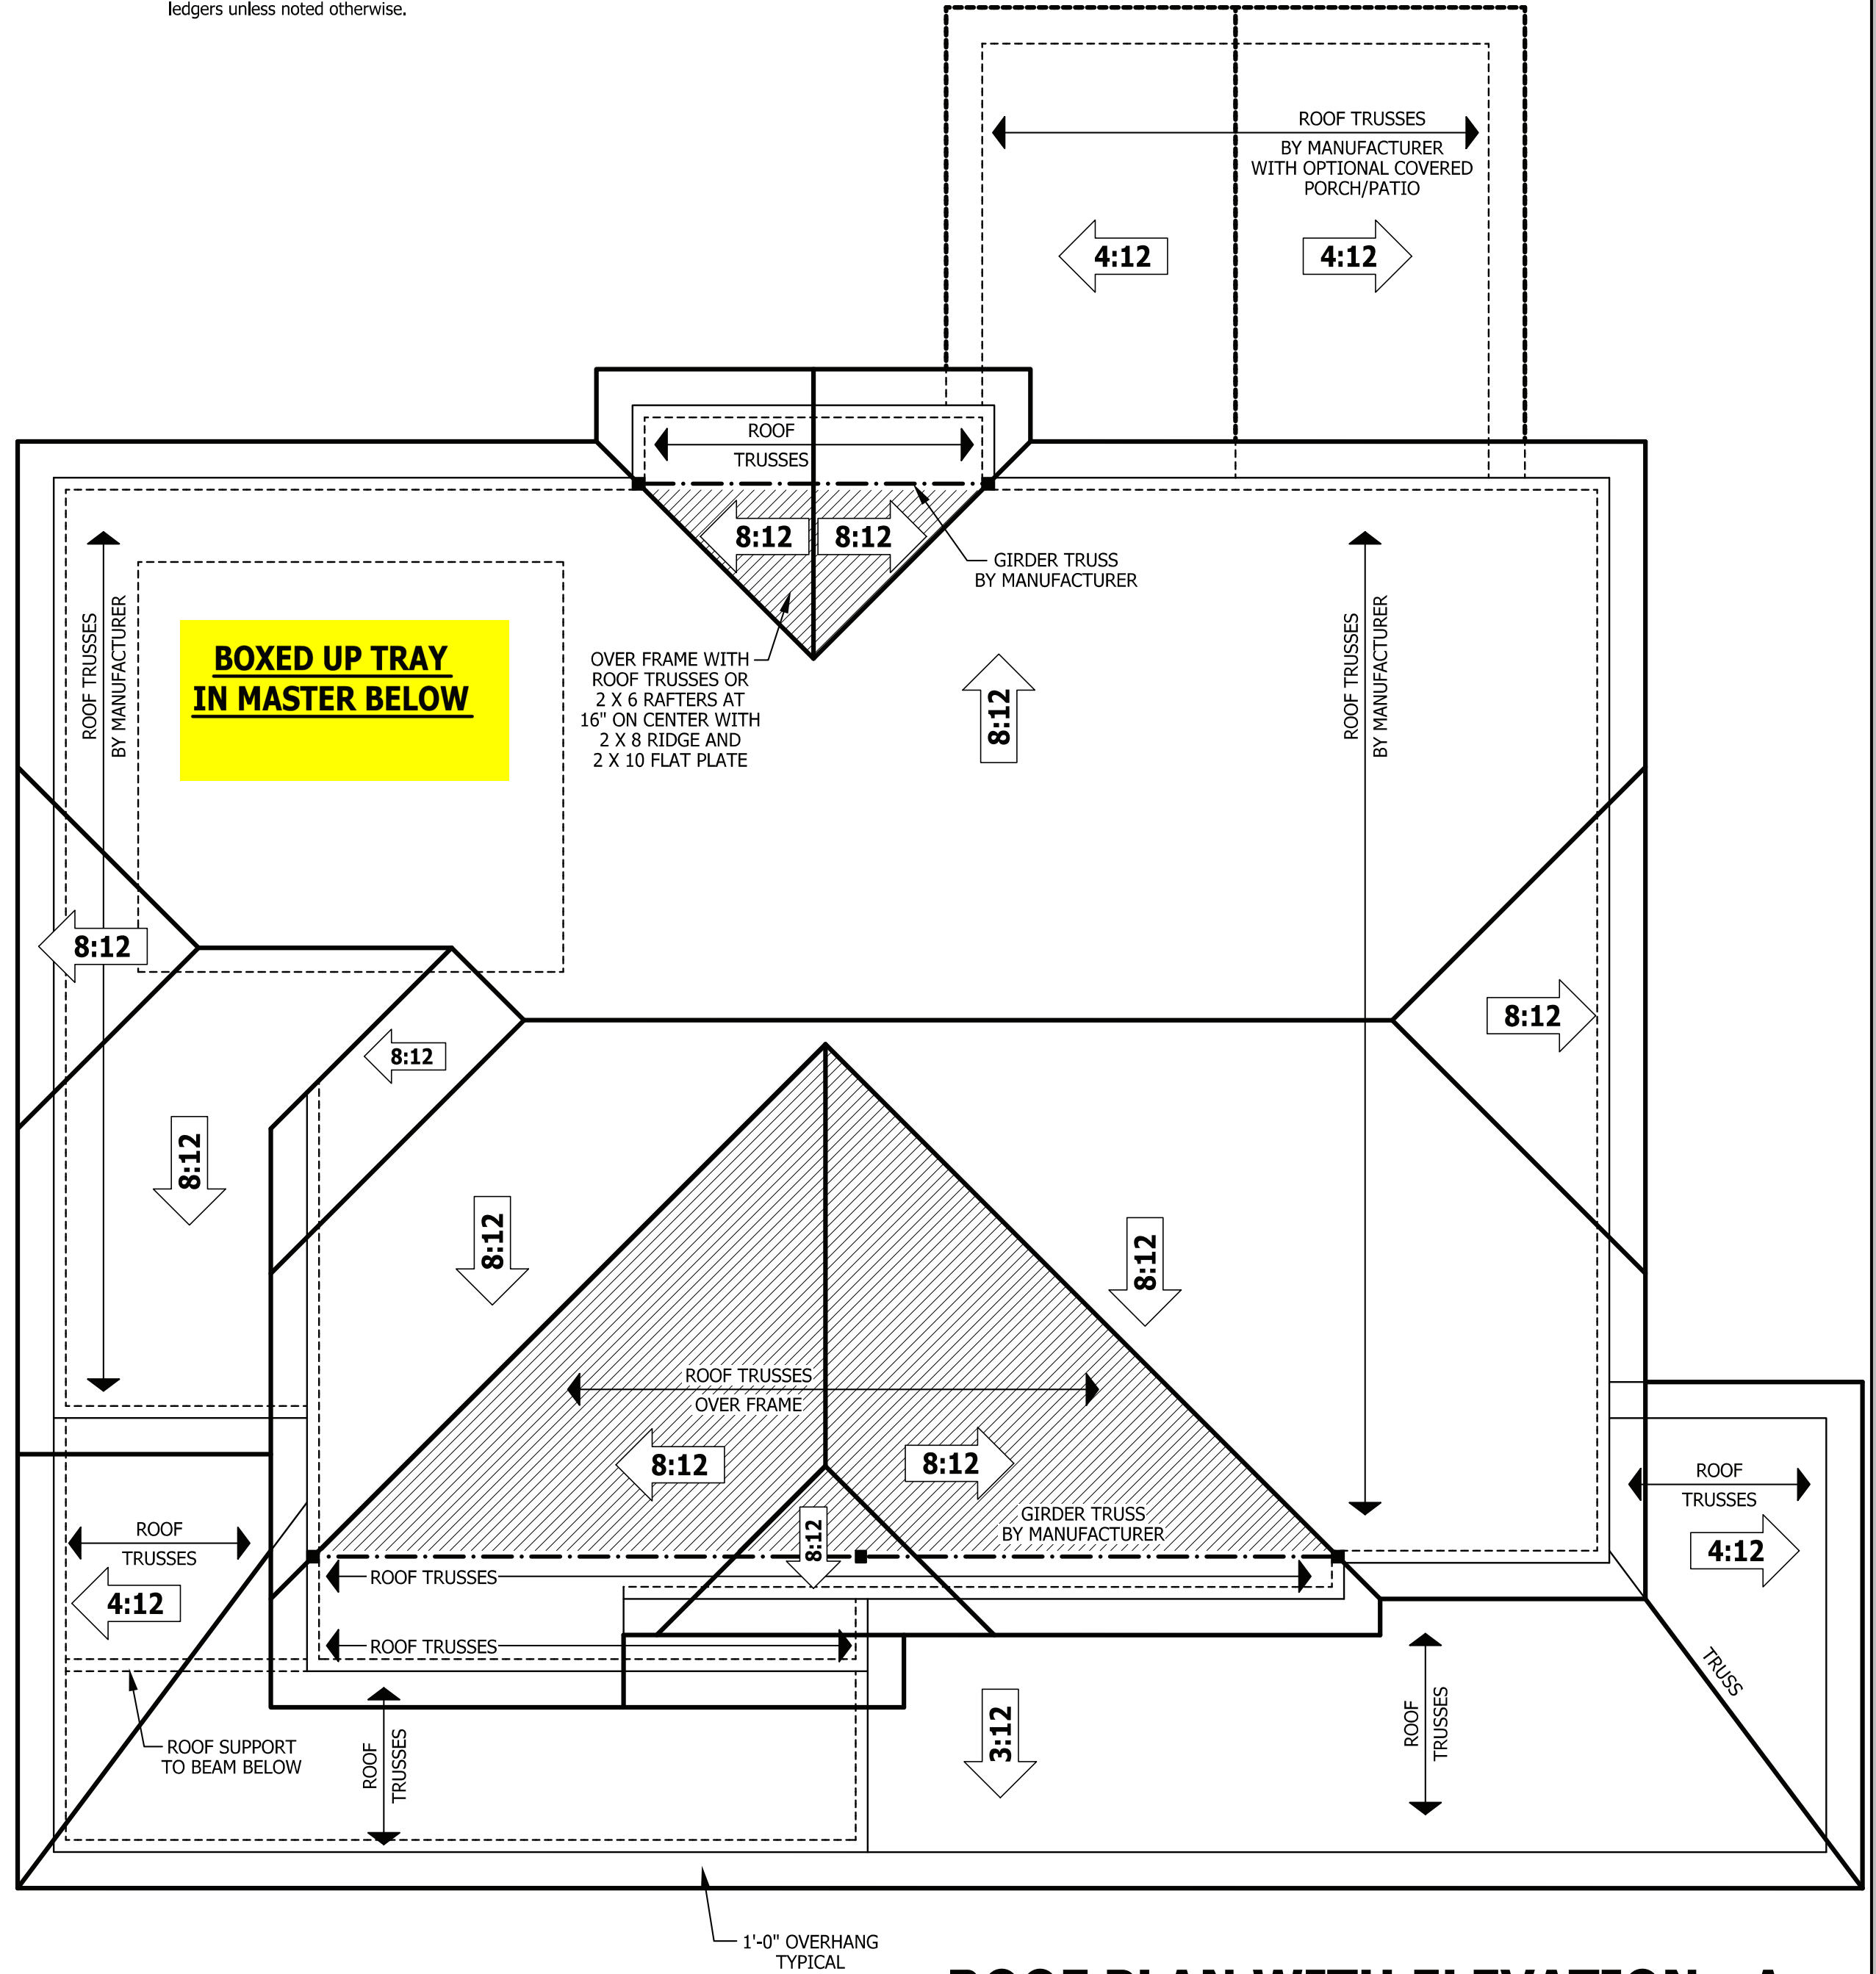 ledgers unless noted otherwise.
ROOF TRUSSES
BY MANUFACTURER
WITH OPTIONAL COVERED
PORCH/PATIO
4:12
4:12
ROOF
TRUSSES
8:12
8:12
GIRDER TRUSS
BY MANUFACTURER
ROOF TRUSSES
BY MANUFACTURER
BOXED UP TRAY
IN MASTER BELOW
OVER FRAME WITH
ROOF TRUSSES OR
2 X 6 RAFTERS AT
16" ON CENTER WITH
2 X 8 RIDGE AND
2 X 10 FLAT PLATE
8:12
ROOF TRUSSES
BY MANUFACTURER
8:12
8:12
8:12
8:12
8:12
8:12
ROOF TRUSSES
OVER FRAME
8:12
8:12
8:12
GIRDER TRUSS
BY MANUFACTURER
ROOF
TRUSSES
4:12
ROOF
TRUSSES
4:12
ROOF TRUSSES
ROOF TRUSSES
ROOF SUPPORT
TO BEAM BELOW
ROOF
TRUSSES
3:12
ROOF
TRUSSES
TRUSS
1'-0" OVERHANG
TYPICAL
ROOF PLAN WITH ELEVATION - A